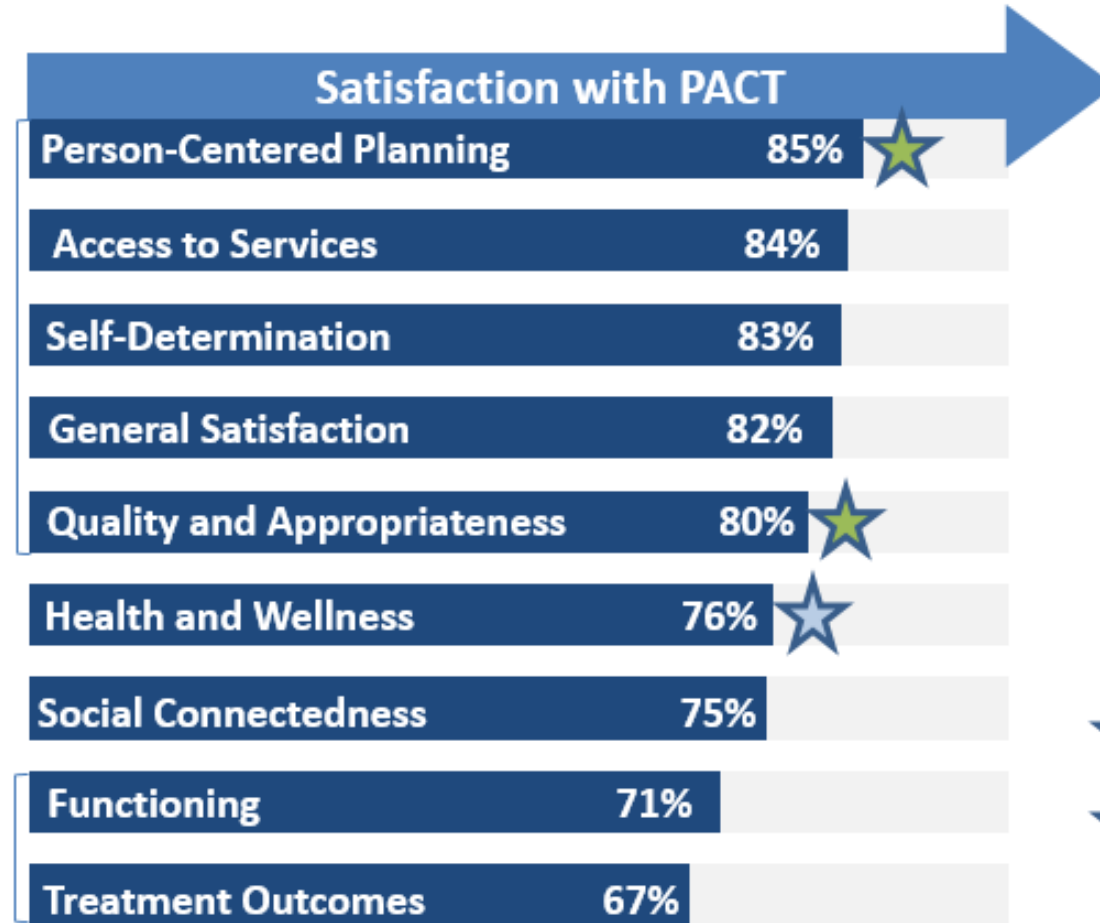 Satisfaction with PACT
Person-Centered Planning 85%
Access to Services 84%
Self-Determination 83%
General Satisfaction 82%
Quality and Appropriateness 80%
Health and Wellness 76%
Social Connectedness 75%
Functioning 71%
Treatment Outcomes 67%